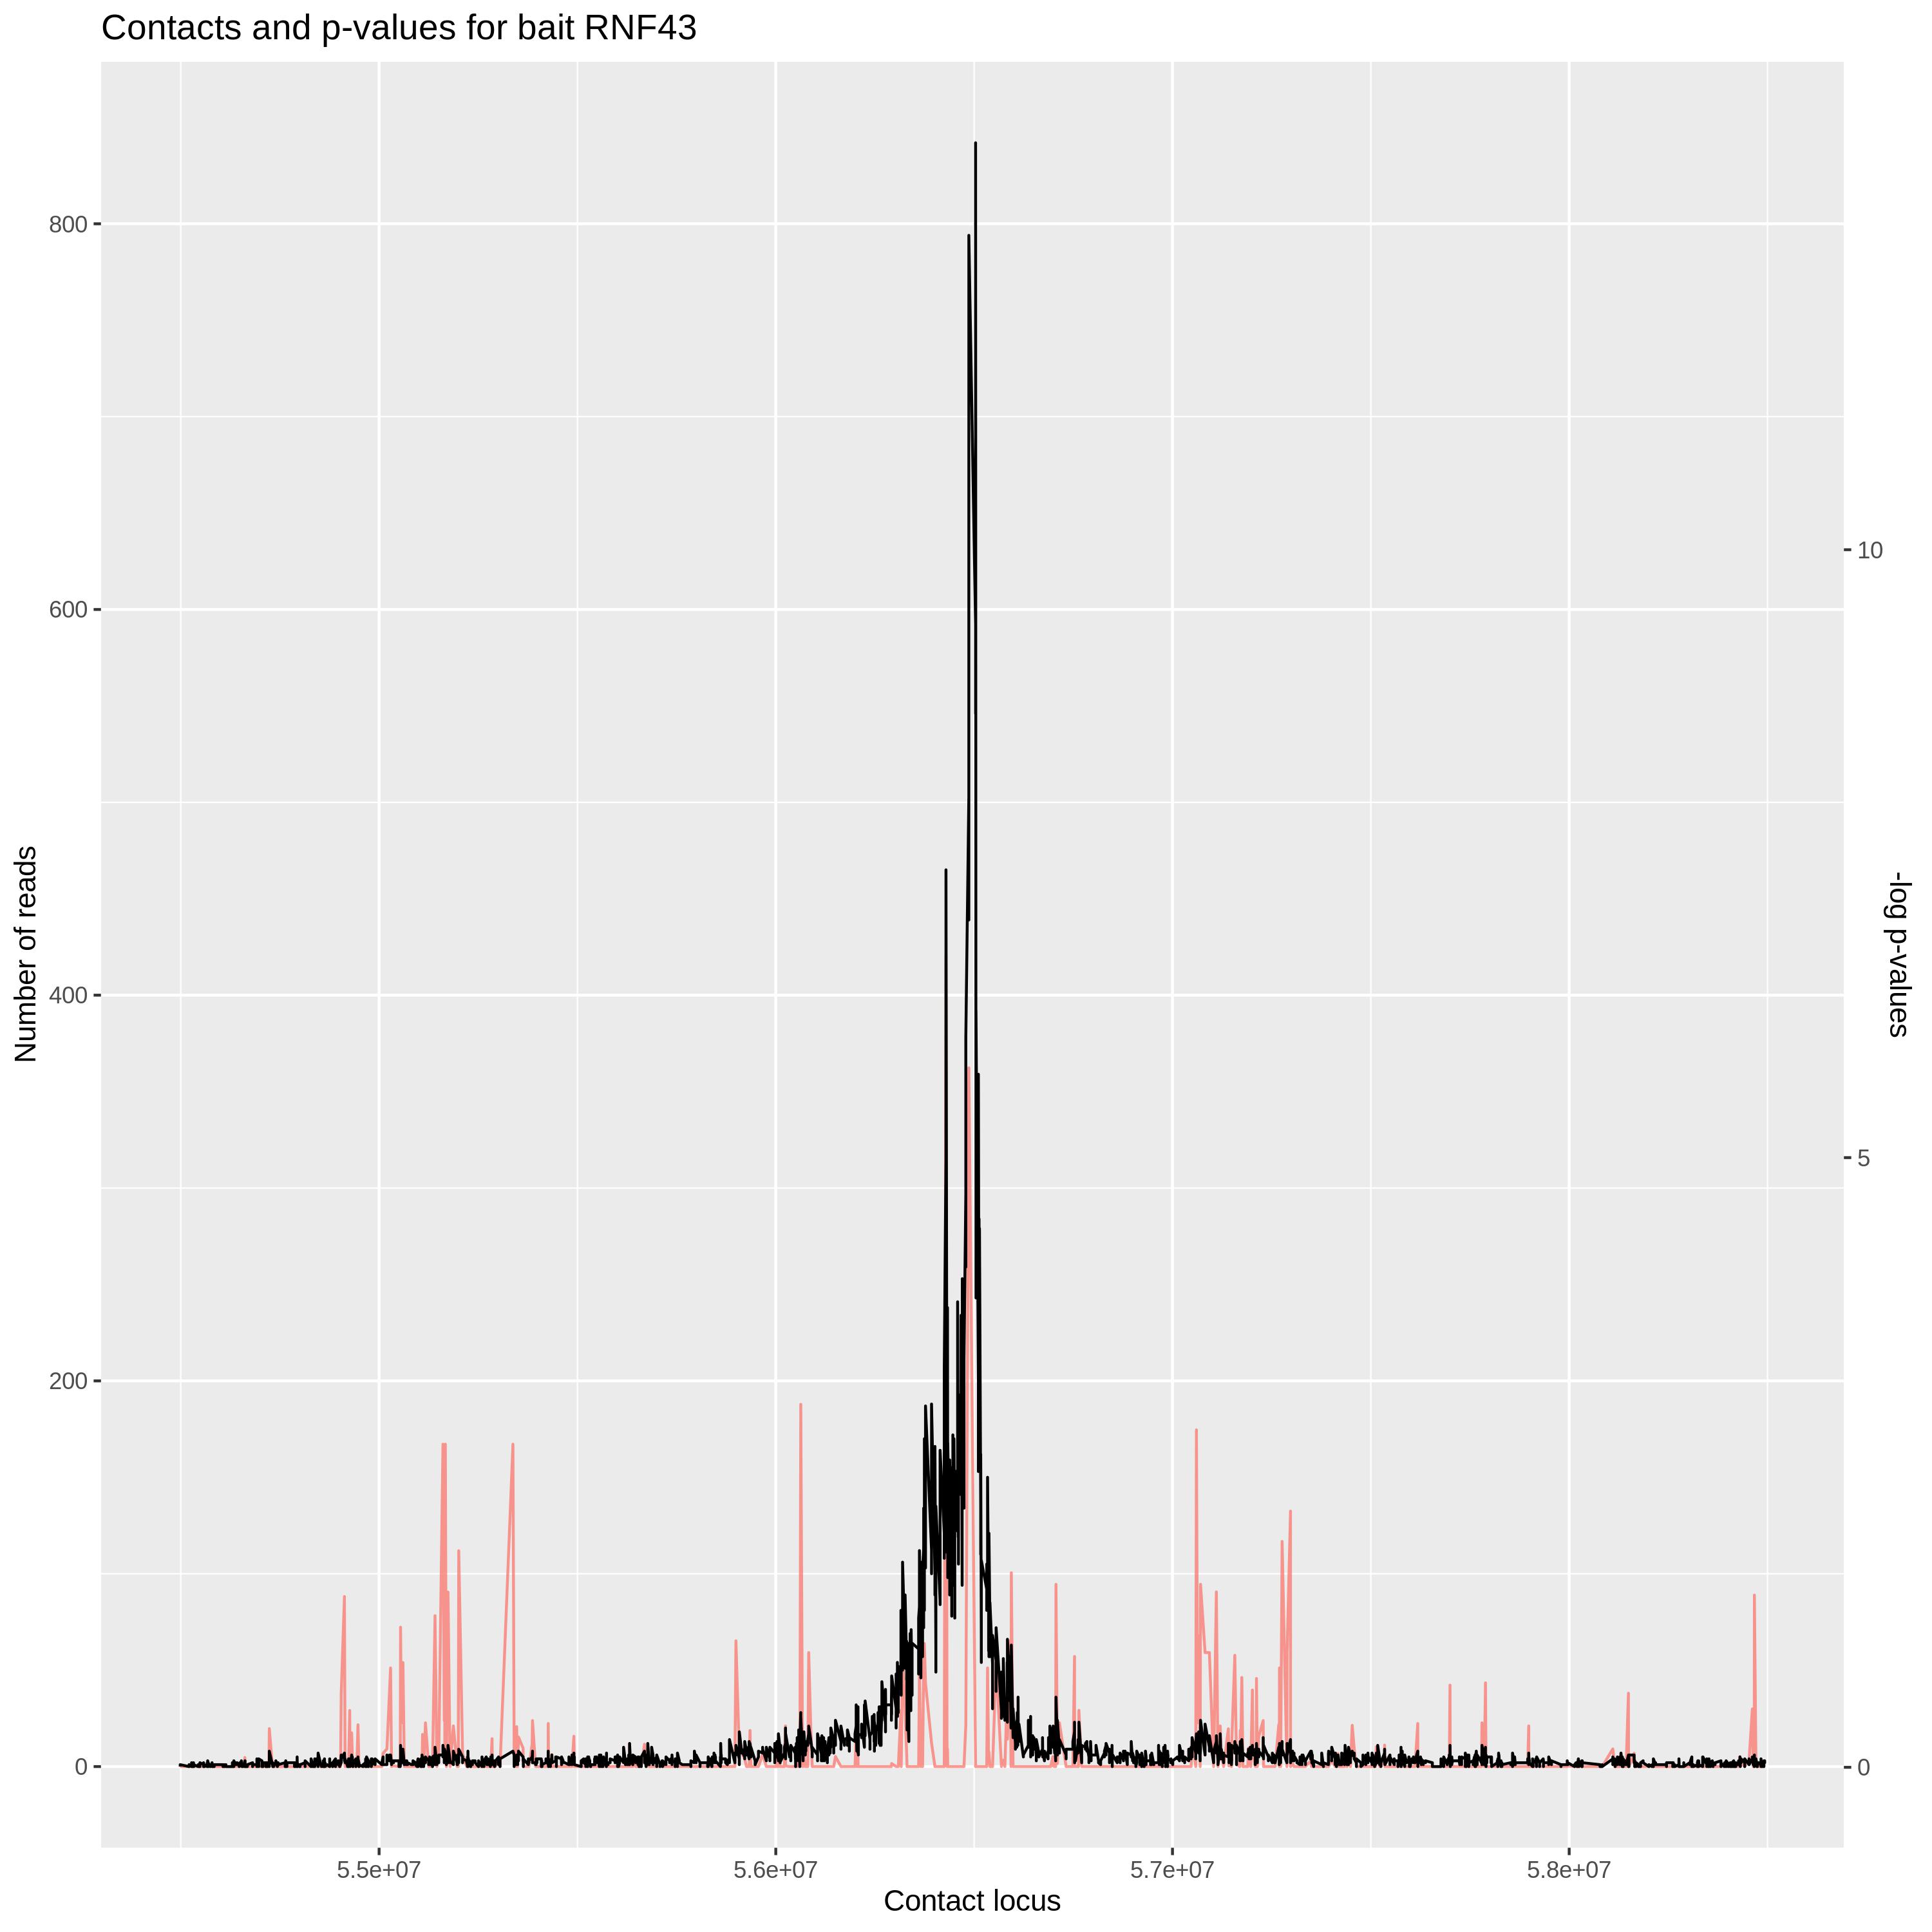 Contacts and p-values for bait RNF43
800
600
400
200
0
Number of reads
10
5
0
-log p-values
5.5e+07
5.6e+07
5.7e+07
5.8e+07
Contact locus